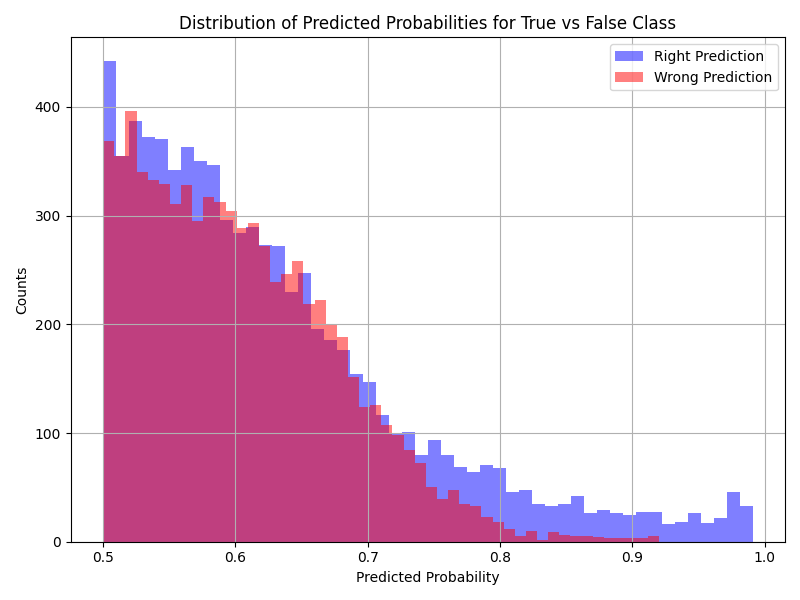 Distribution of Predicted Probabilities for True vs False Class
Right Prediction
Wrong Prediction
400
300
200
100
0
Counts
0.5 0.6 0.7 0.8 0.9 1.0
Predicted Probability